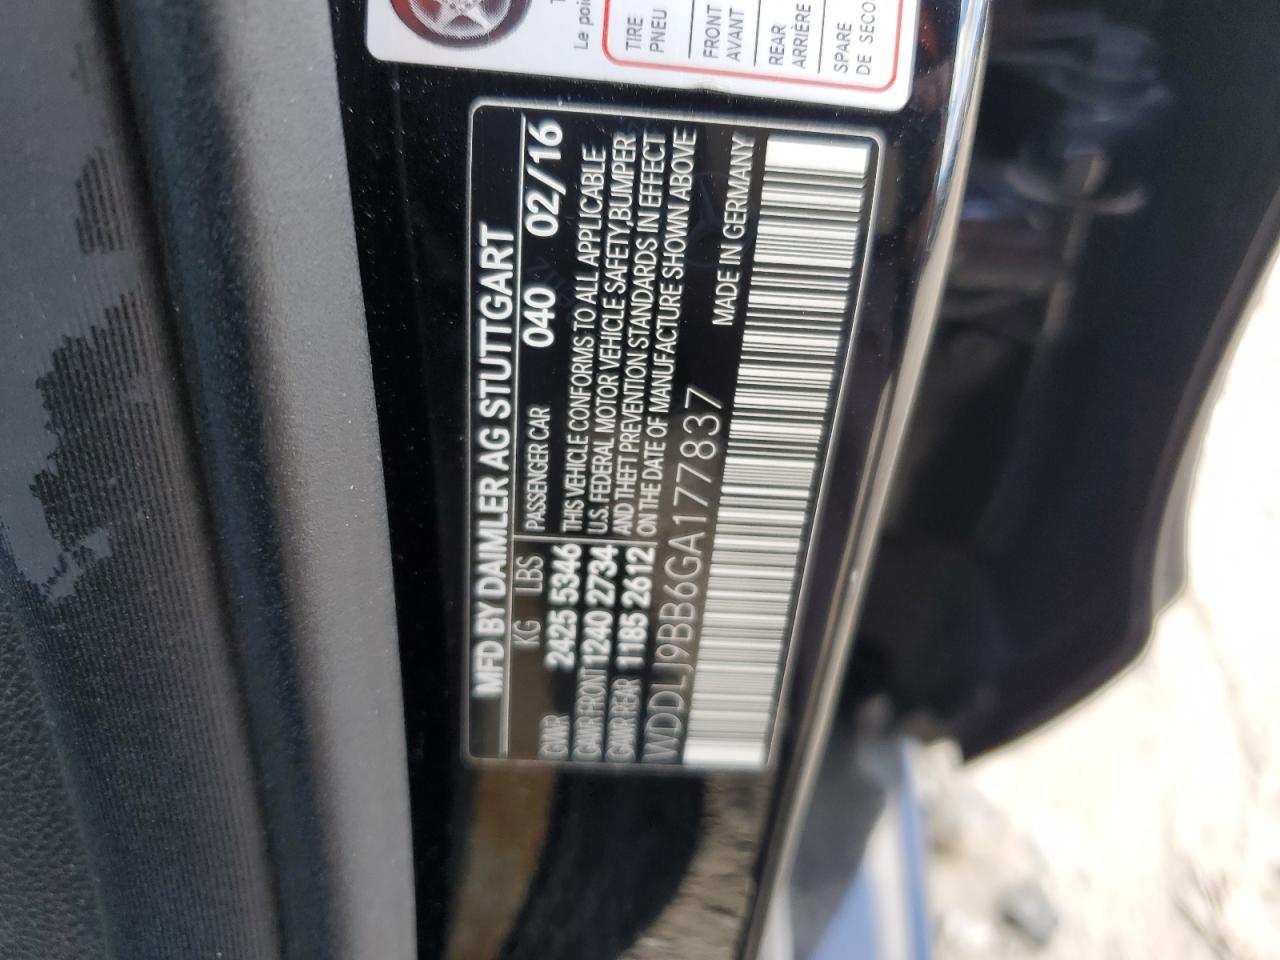 Le
TIRE
PNEU
FRONT
AVANT
REAR
ARRIÈRE
SPARE
DE SECO
MFD BY DAIMLER AG STUTTGART
KG LBS PASSENGER CAR 040 02/16
GVWR 2425 5346
GAWR FRONT 1240 2734
GAWR REAR 1185 2612
THIS VEHICLE CONFORMS TO ALL APPLICABLE
U.S. FEDERAL MOTOR VEHICLE SAFETY,BUMPER
AND THEFT PREVENTION STANDARDS IN EFFECT
ON THE DATE OF MANUFACTURE SHOWN ABOVE
MADE IN GERMANY
WDDLJ9BB6GA177837